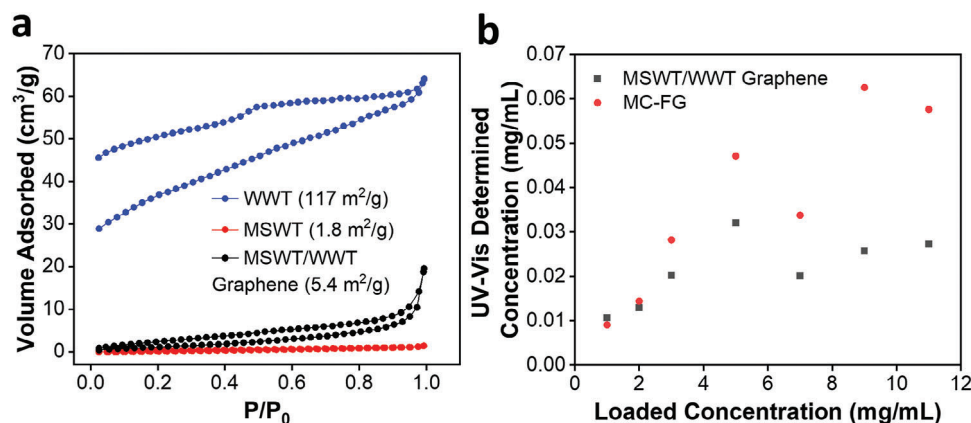 a
Volume Adsorbed (cm³/g)
70
60
50
40
30
20
10
0
WWT (117 m²/g)
MSWT (1.8 m²/g)
MSWT/WWT
Graphene (5.4 m²/g)
0.0 0.2 0.4 0.6 0.8 1.0
P/P₀
b
UV-Vis Determined
Concentration (mg/mL)
0.07
0.06
0.05
0.04
0.03
0.02
0.01
0.00
MSWT/WWT Graphene
MC-FG
0 2 4 6 8 10 12
Loaded Concentration (mg/mL)